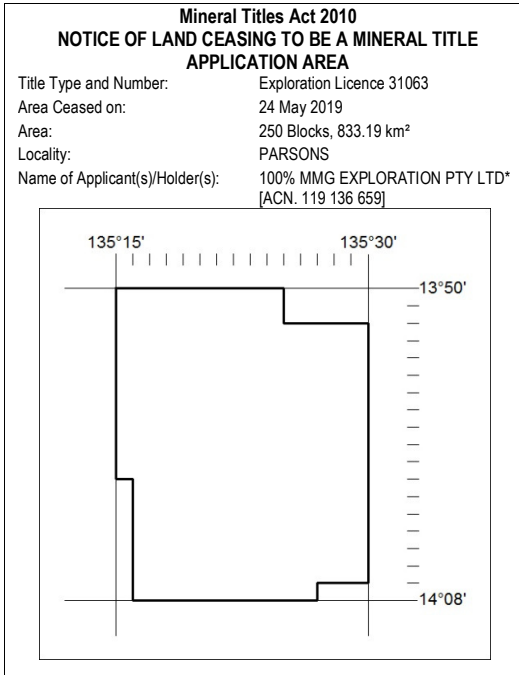 Mineral Titles Act 2010
NOTICE OF LAND CEASING TO BE A MINERAL TITLE
APPLICATION AREA
Title Type and Number: Exploration Licence 31063
Area Ceased on: 24 May 2019
Area: 250 Blocks, 833.19 km²
Locality: PARSONS
Name of Applicant(s)/Holder(s): 100% MMG EXPLORATION PTY LTD*
[ACN. 119 136 659]
135°15' 135°30'
13°50'
14°08'